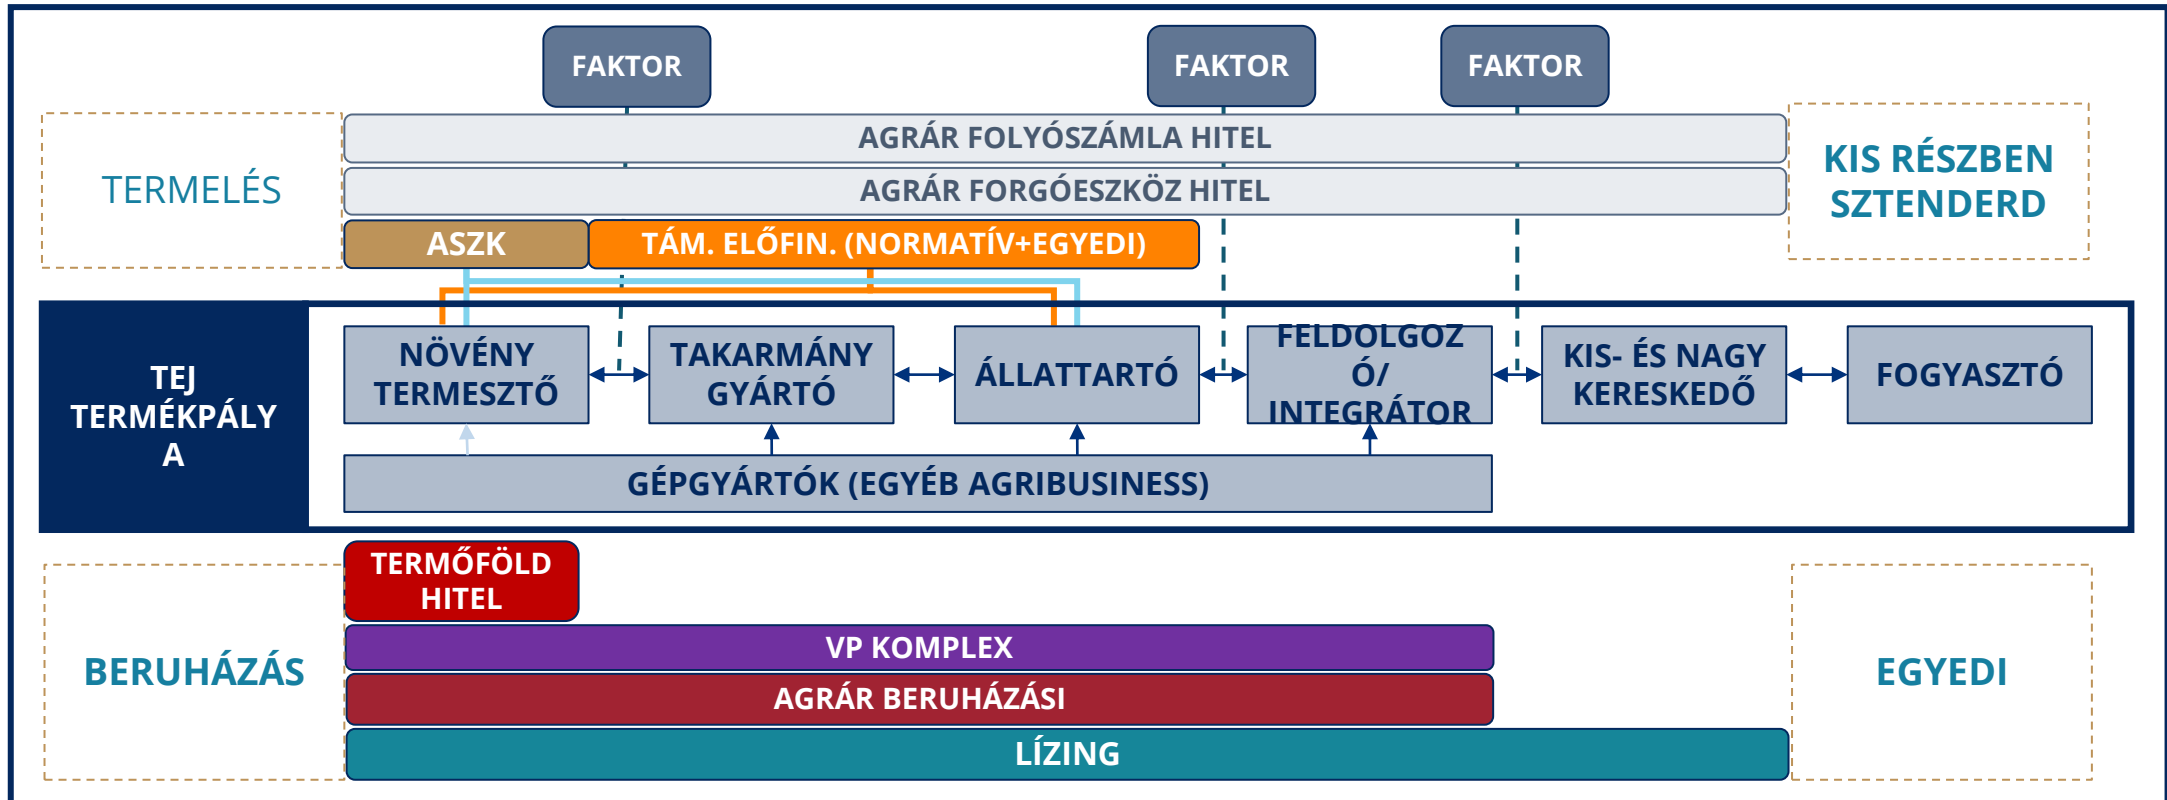 FAKTOR
FAKTOR
FAKTOR
AGRÁR FOLYÓSZÁMLA HITEL
TERMELÉS
AGRÁR FORGÓESZKÖZ HITEL
KIS RÉSZBEN
SZTENDERD
ASZK
TÁM. ELŐFIN. (NORMATÍV+EGYEDI)
TEJ
TERMÉKPÁLY
A
NÖVÉNY
TERMESZTŐ
TAKARMÁNY
GYÁRTÓ
ÁLLATTARTÓ
FELDOLGOZ
Ó/
INTEGRÁTOR
KIS- ÉS NAGY
KERESKEDŐ
FOGYASZTÓ
GÉPGYÁRTÓK (EGYÉB AGRIBUSINESS)
TERMŐFÖLD
HITEL
BERUHÁZÁS
VP KOMPLEX
AGRÁR BERUHÁZÁSI
LÍZING
EGYEDI